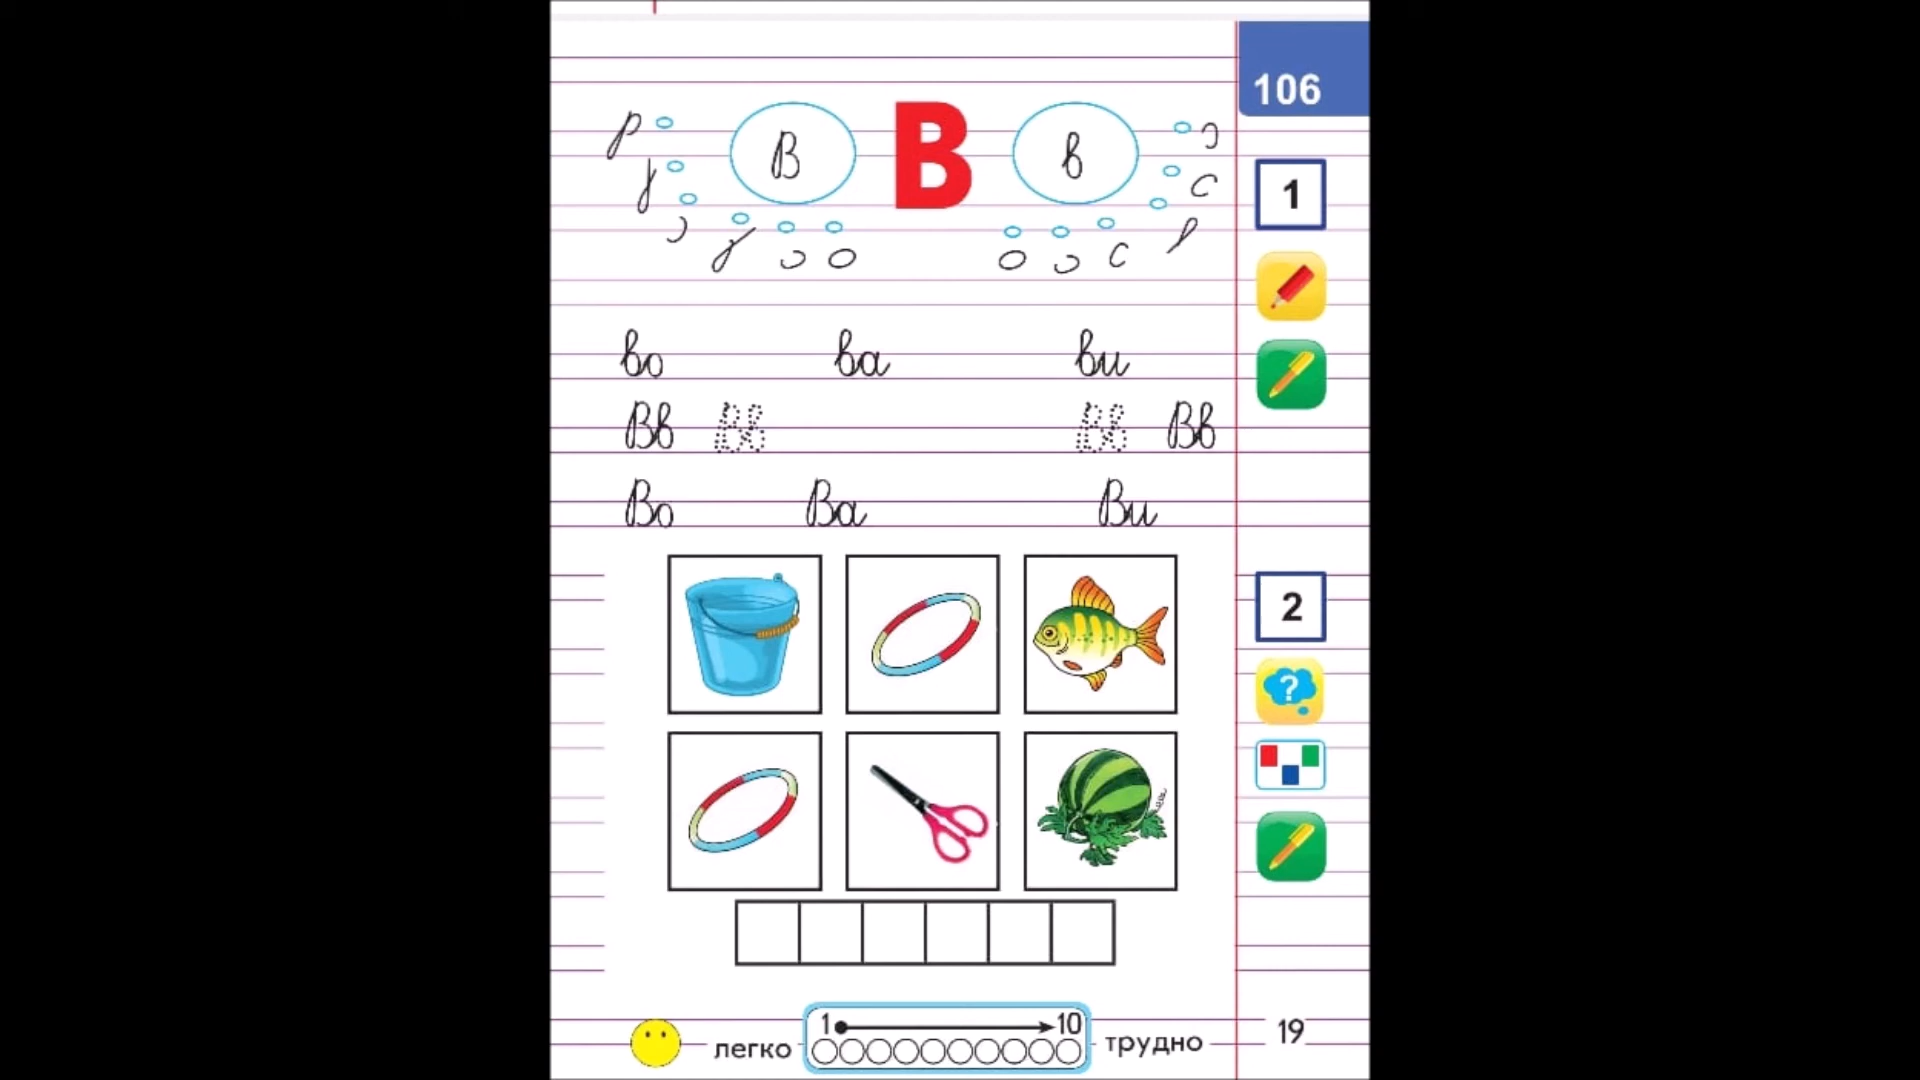 106
В В в
1
во ва ви
Вв Вв Вв Вв
Во Ва Ви
2
?
1 10
легко трудно 19